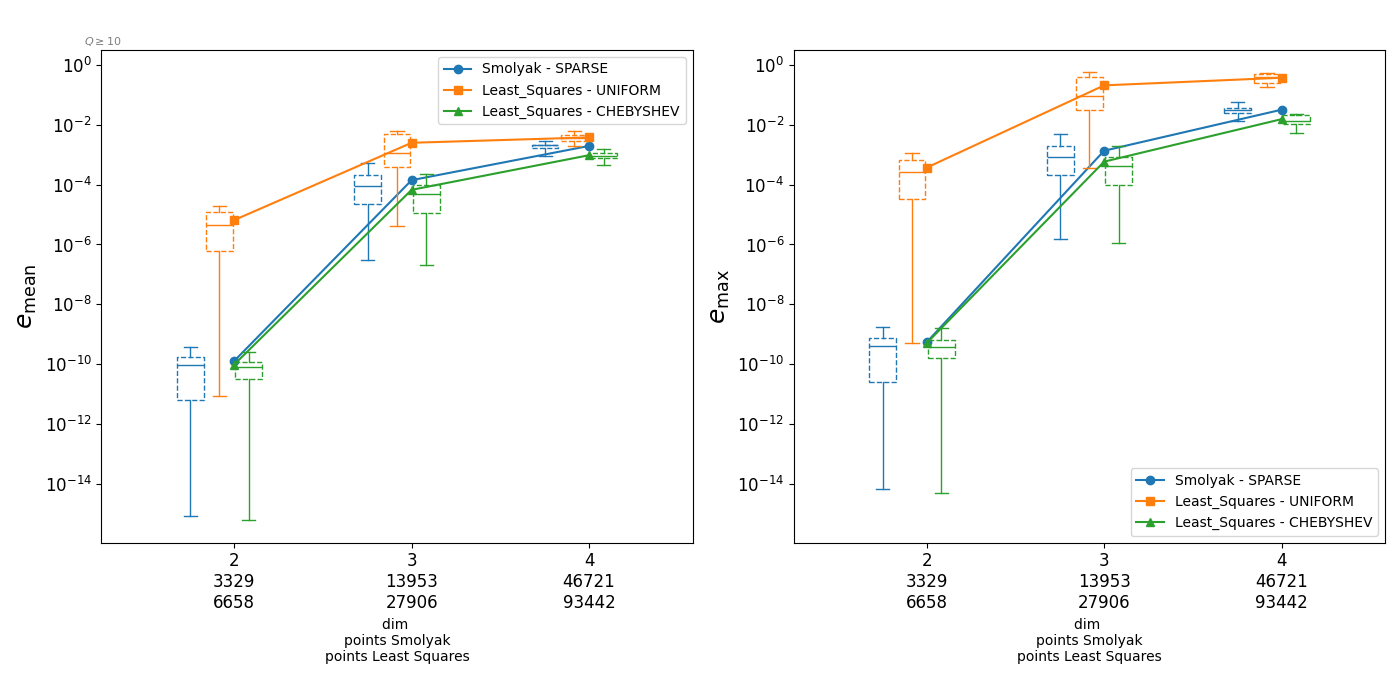 Q ≥ 10
10^0
10^-2
10^-4
10^-6
10^-8
10^-10
10^-12
10^-14
e_mean
Smolyak - SPARSE
Least_Squares - UNIFORM
Least_Squares - CHEBYSHEV
2 3 4
3329 13953 46721
6658 27906 93442
dim
points Smolyak
points Least Squares
10^0
10^-2
10^-4
10^-6
10^-8
10^-10
10^-12
10^-14
e_max
Smolyak - SPARSE
Least_Squares - UNIFORM
Least_Squares - CHEBYSHEV
2 3 4
3329 13953 46721
6658 27906 93442
dim
points Smolyak
points Least Squares